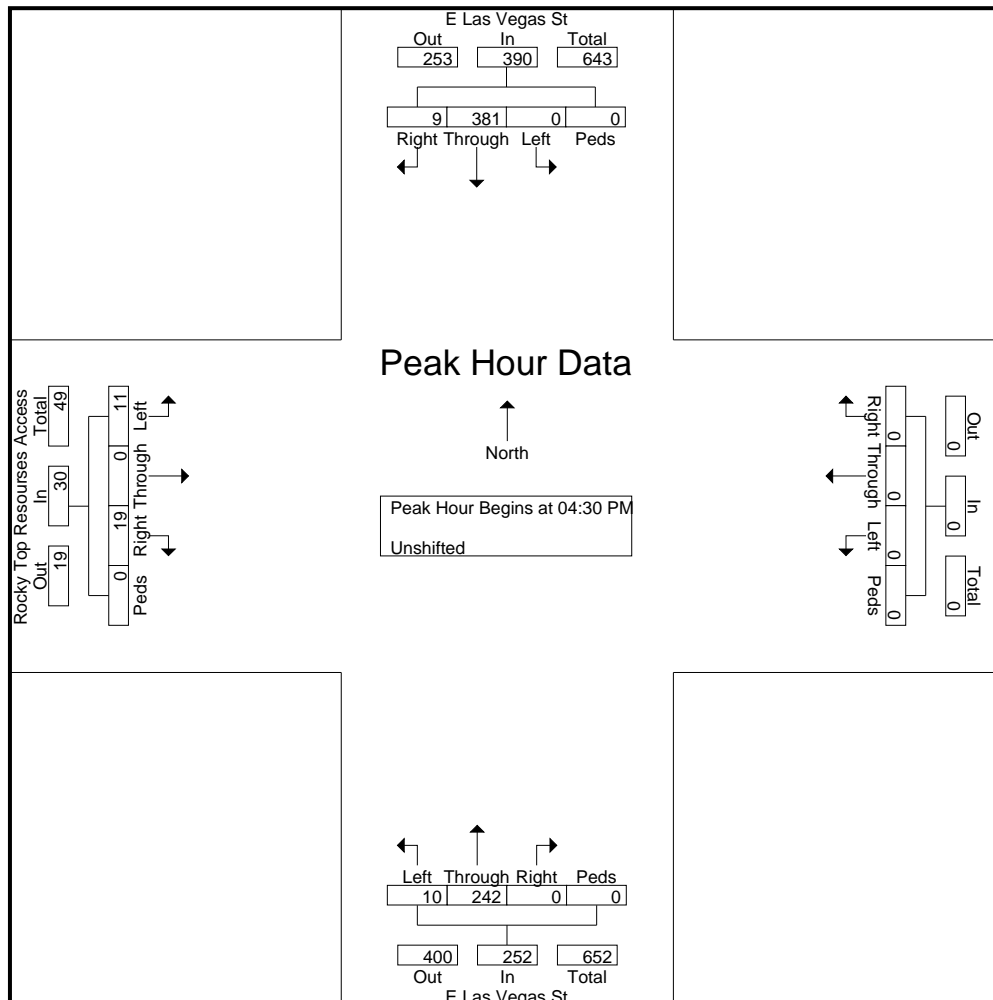 E Las Vegas St
Out In Total
253 390 643
9 381 0 0
Right Through Left Peds
Peak Hour Data
North
Peak Hour Begins at 04:30 PM
Unshifted
Rocky Top Resourses Access
Out In Total
19 30 49
11 0 19 0
Left Through Right Peds
Right Through Left Peds
0 0 0 0
Out In Total
0 0 0
Left Through Right Peds
10 242 0 0
400 252 652
Out In Total
E Las Vegas St